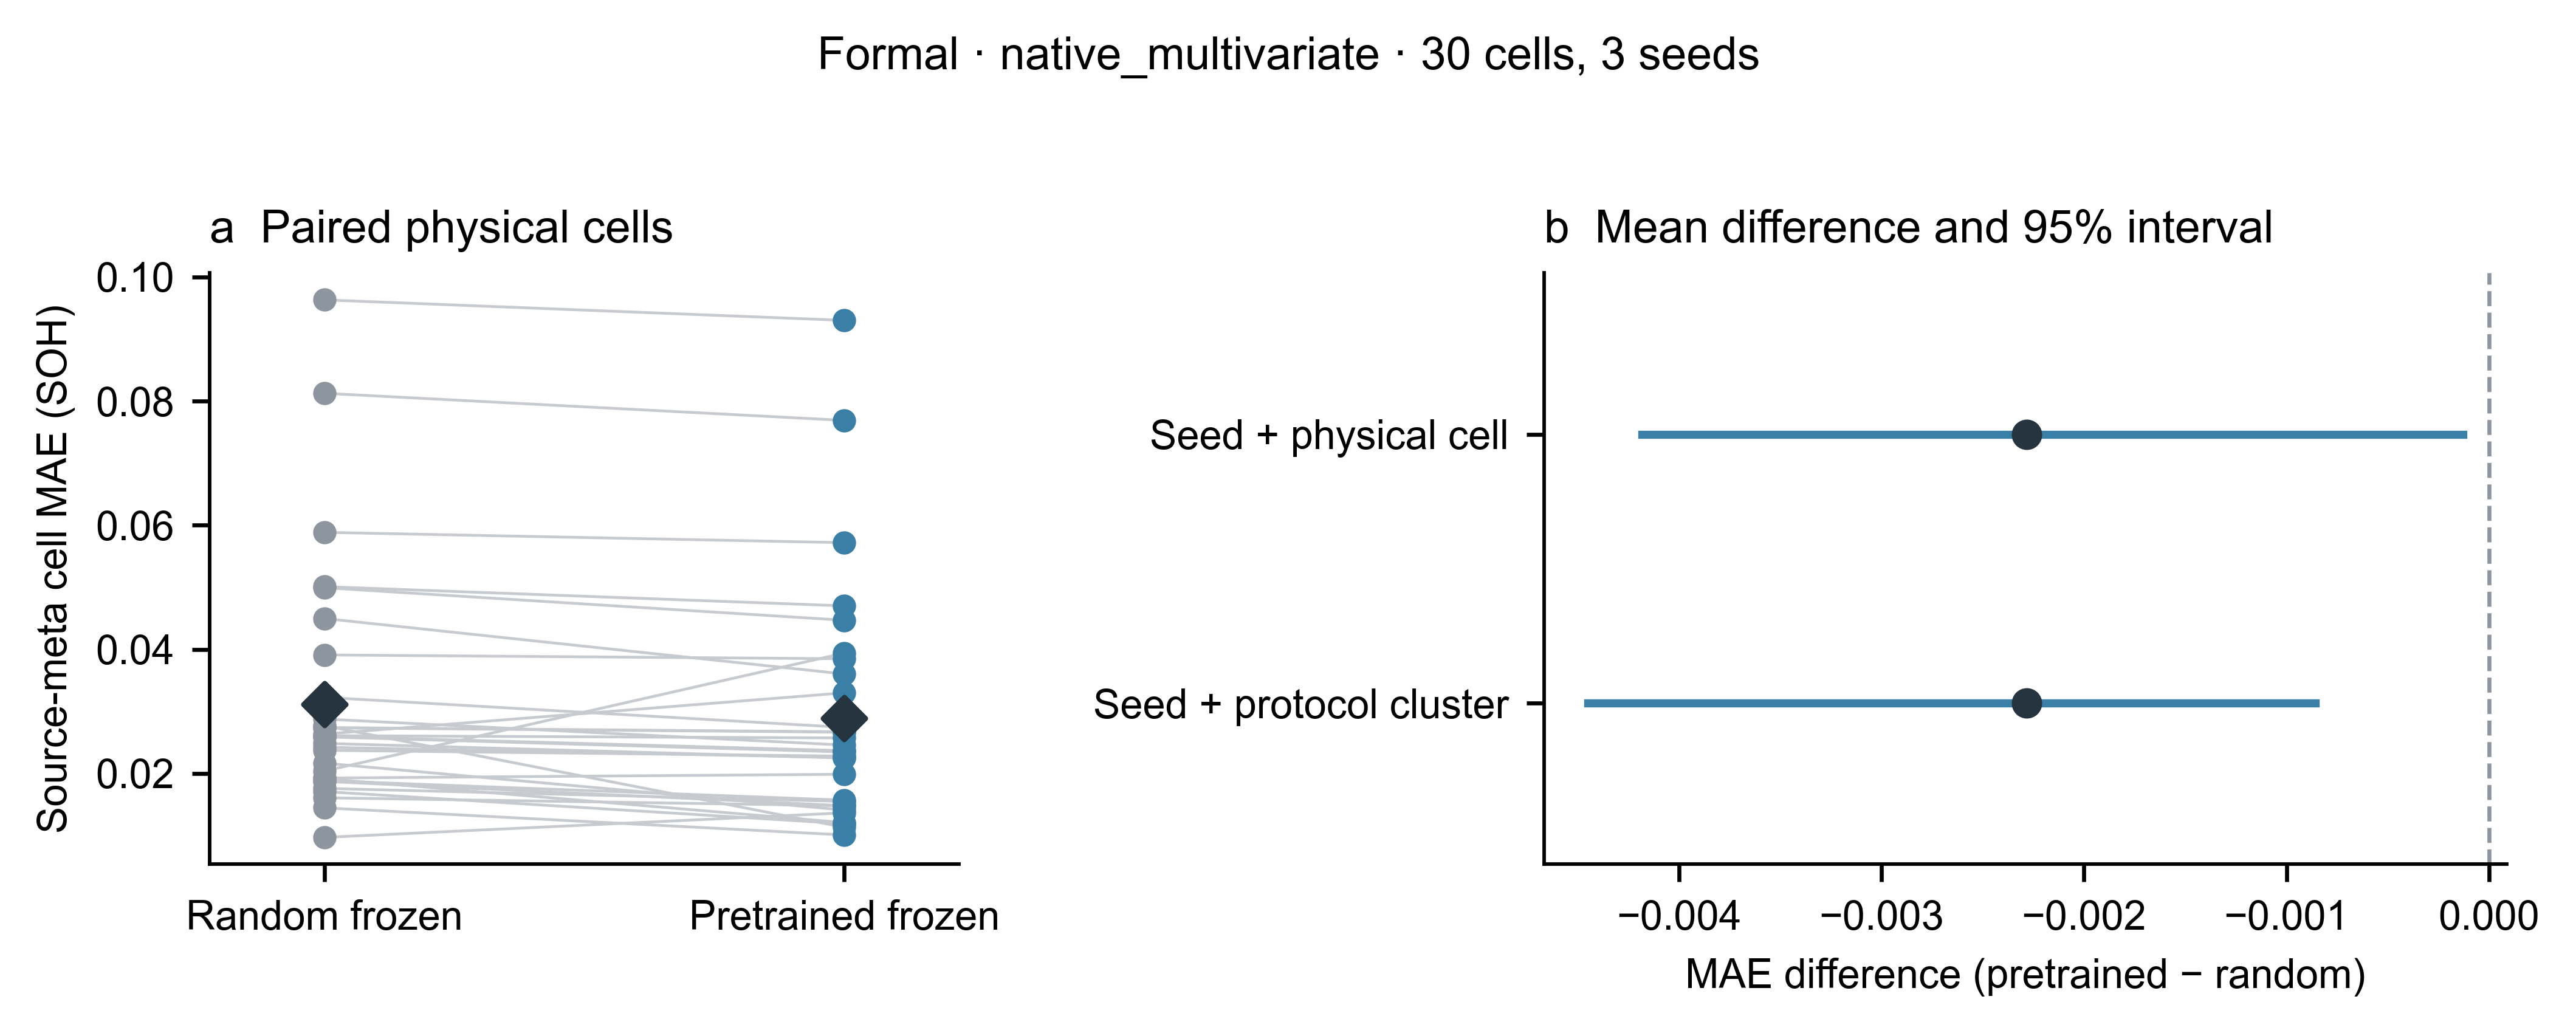 Formal · native_multivariate · 30 cells, 3 seeds
a Paired physical cells
Source-meta cell MAE (SOH)
0.10
0.08
0.06
0.04
0.02
Random frozen
Pretrained frozen
b Mean difference and 95% interval
Seed + physical cell
Seed + protocol cluster
−0.004
−0.003
−0.002
−0.001
0.000
MAE difference (pretrained − random)